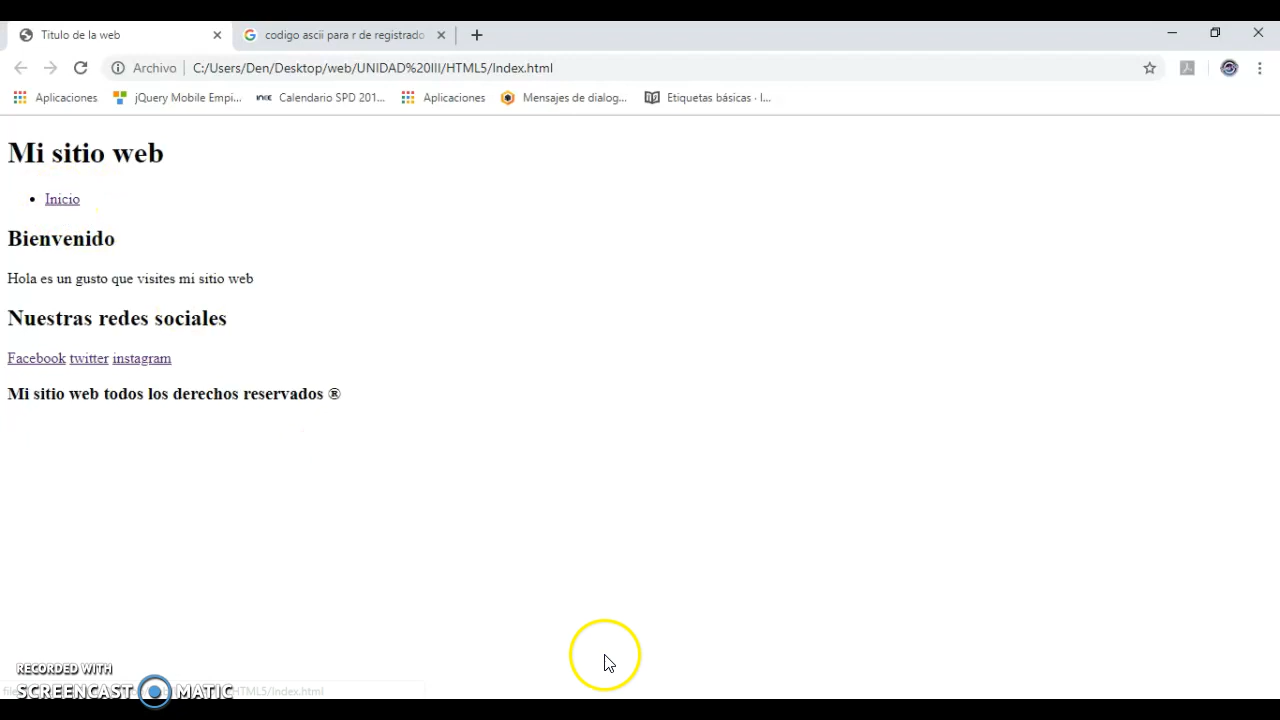 Titulo de la web
codigo ascii para r de registrado
Archivo
C:/Users/Den/Desktop/web/UNIDAD%20III/HTML5/Index.html
Aplicaciones
jQuery Mobile Empi...
Calendario SPD 201...
Aplicaciones
Mensajes de dialog...
Etiquetas básicas · I...
Mi sitio web
Inicio
Bienvenido
Hola es un gusto que visites mi sitio web
Nuestras redes sociales
Facebook twitter instagram
Mi sitio web todos los derechos reservados ®
RECORDED WITH
SCREENCAST MATIC
HTML5/Index.html